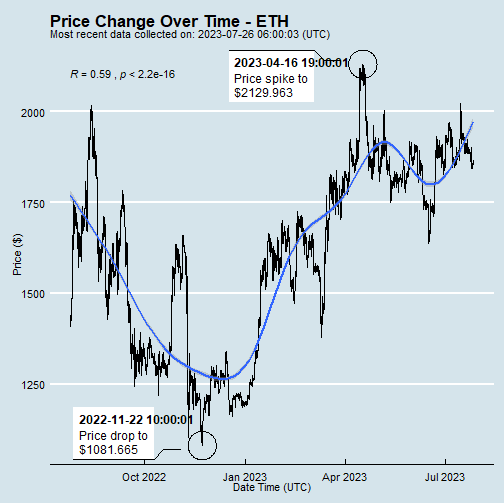 Price Change Over Time - ETH
Most recent data collected on: 2023-07-26 06:00:03 (UTC)
R = 0.59 , p < 2.2e-16
2023-04-16 19:00:01
Price spike to
$2129.963
2000
1750
1500
1250
Price ($)
2022-11-22 10:00:01
Price drop to
$1081.665
Oct 2022
Jan 2023
Apr 2023
Jul 2023
Date Time (UTC)